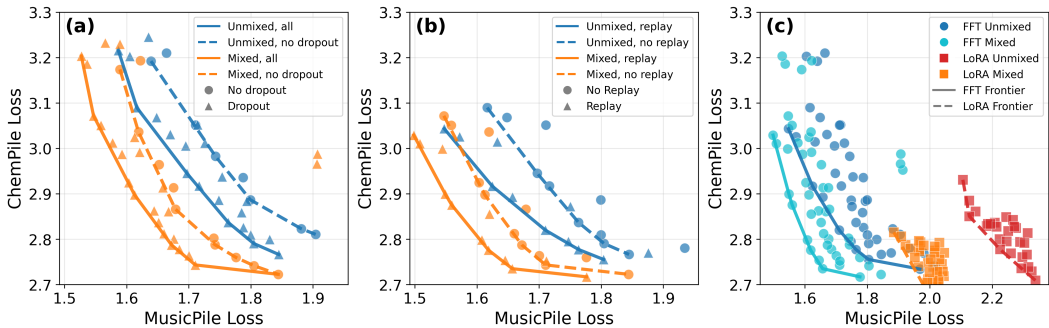 (a)
Unmixed, all
Unmixed, no dropout
Mixed, all
Mixed, no dropout
No Dropout
Dropout
3.3
3.2
3.1
3.0
2.9
2.8
2.7
1.5
1.6
1.7
1.8
1.9
ChemPile Loss
MusicPile Loss
(b)
Unmixed, replay
Unmixed, no replay
Mixed, replay
Mixed, no replay
No Replay
Replay
3.3
3.2
3.1
3.0
2.9
2.8
2.7
1.5
1.6
1.7
1.8
1.9
ChemPile Loss
MusicPile Loss
(c)
FFT Unmixed
FFT Mixed
LoRA Unmixed
LoRA Mixed
FFT Frontier
LoRA Frontier
3.3
3.2
3.1
3.0
2.9
2.8
2.7
1.6
1.8
2.0
2.2
ChemPile Loss
MusicPile Loss